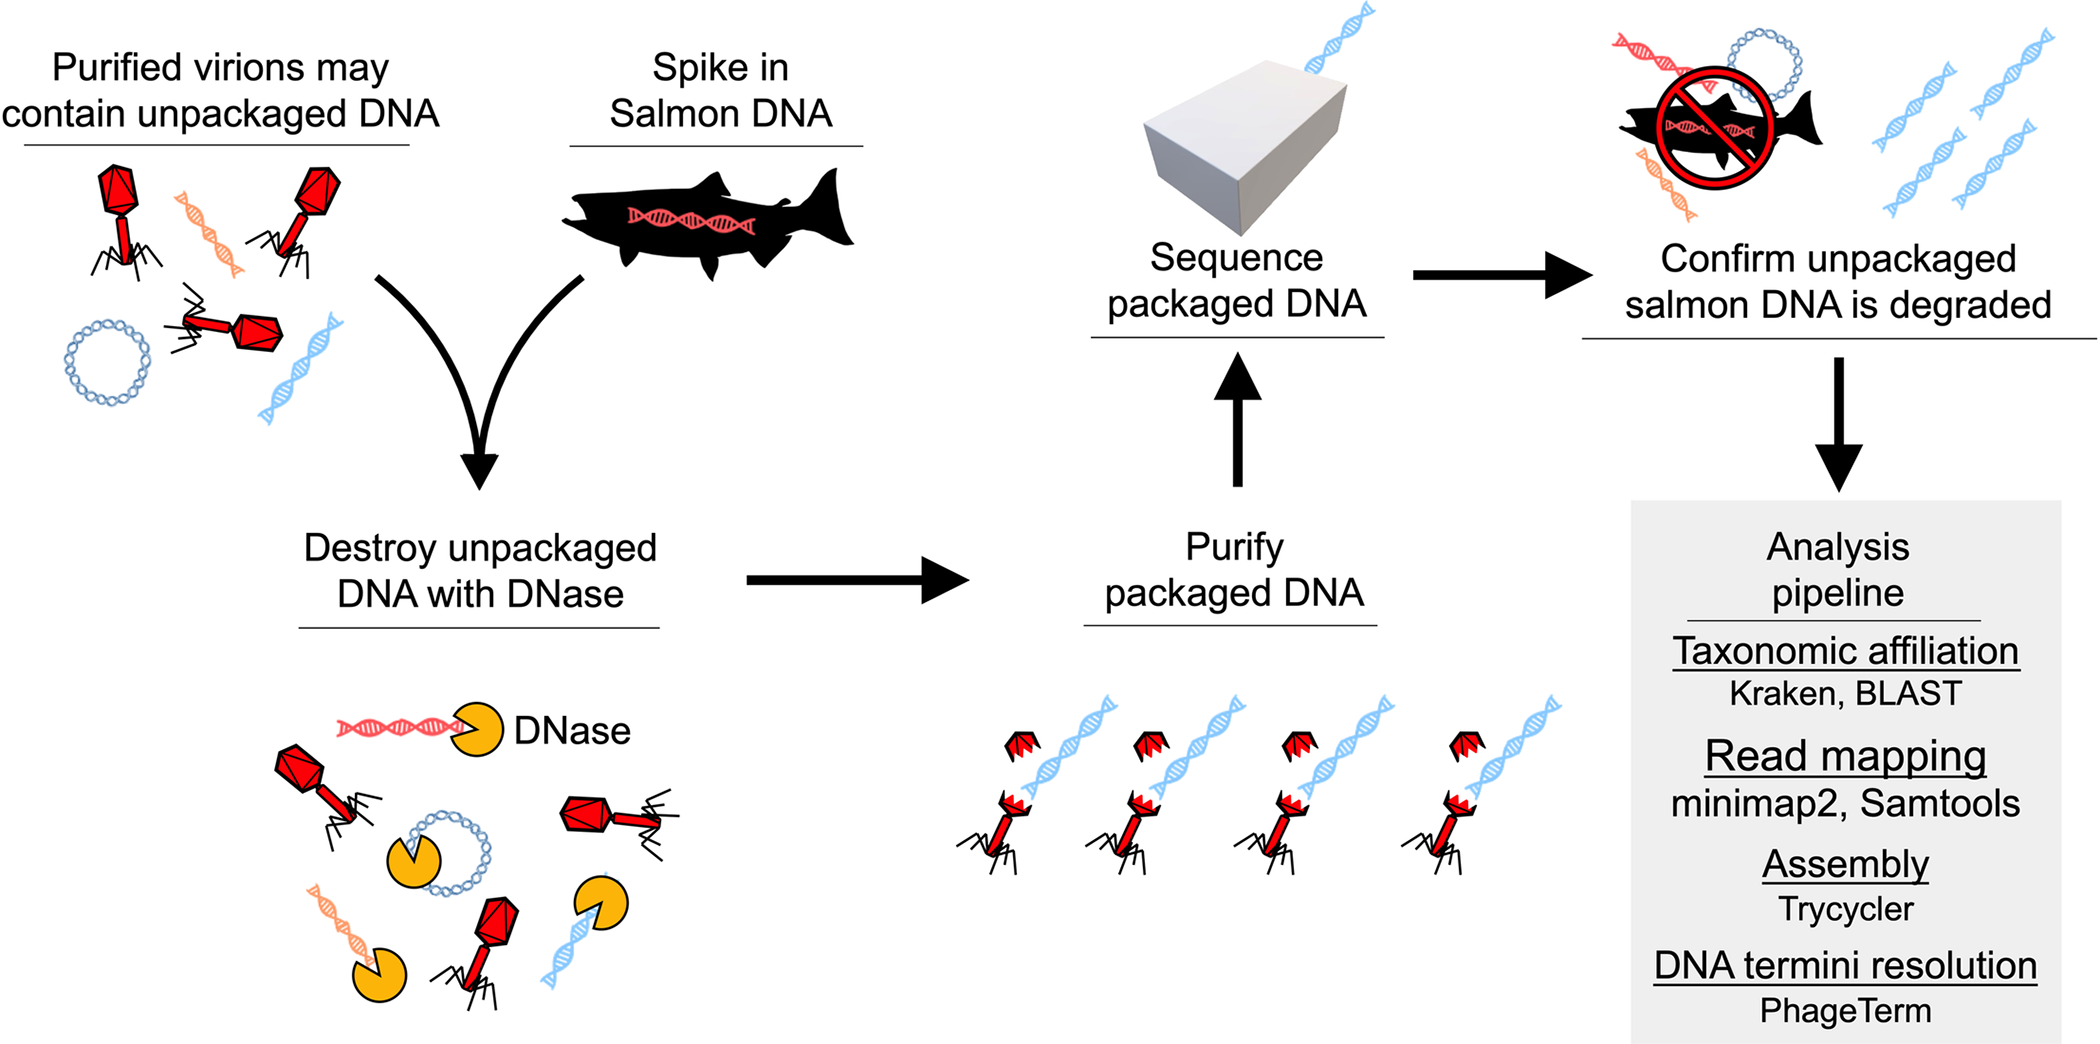 Purified virions may
contain unpackaged DNA
Spike in
Salmon DNA
Destroy unpackaged
DNA with DNase
DNase
Purify
packaged DNA
Sequence
packaged DNA
Confirm unpackaged
salmon DNA is degraded
Analysis
pipeline
Taxonomic affiliation
Kraken, BLAST
Read mapping
minimap2, Samtools
Assembly
Trycycler
DNA termini resolution
PhageTerm